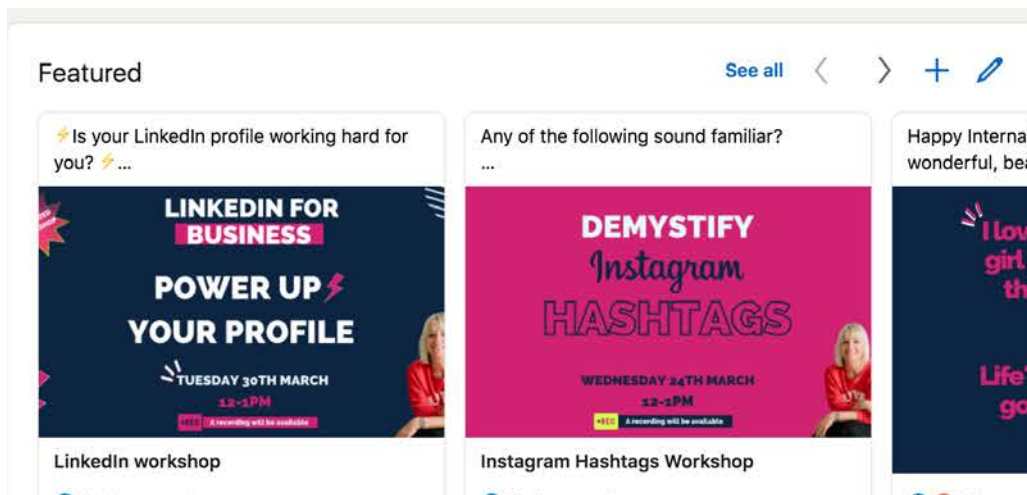 Featured
See all
⚡Is your LinkedIn profile working hard for
you? ⚡...
LINKEDIN FOR
BUSINESS
POWER UP
YOUR PROFILE
TUESDAY 30TH MARCH
12-1PM
•REC A recording will be available
LinkedIn workshop
Any of the following sound familiar?
...
DEMYSTIFY
Instagram
HASHTAGS
WEDNESDAY 24TH MARCH
12-1PM
•REC A recording will be available
Instagram Hashtags Workshop
Happy Interna
wonderful, bea
I lov
girl
th
Life'
go